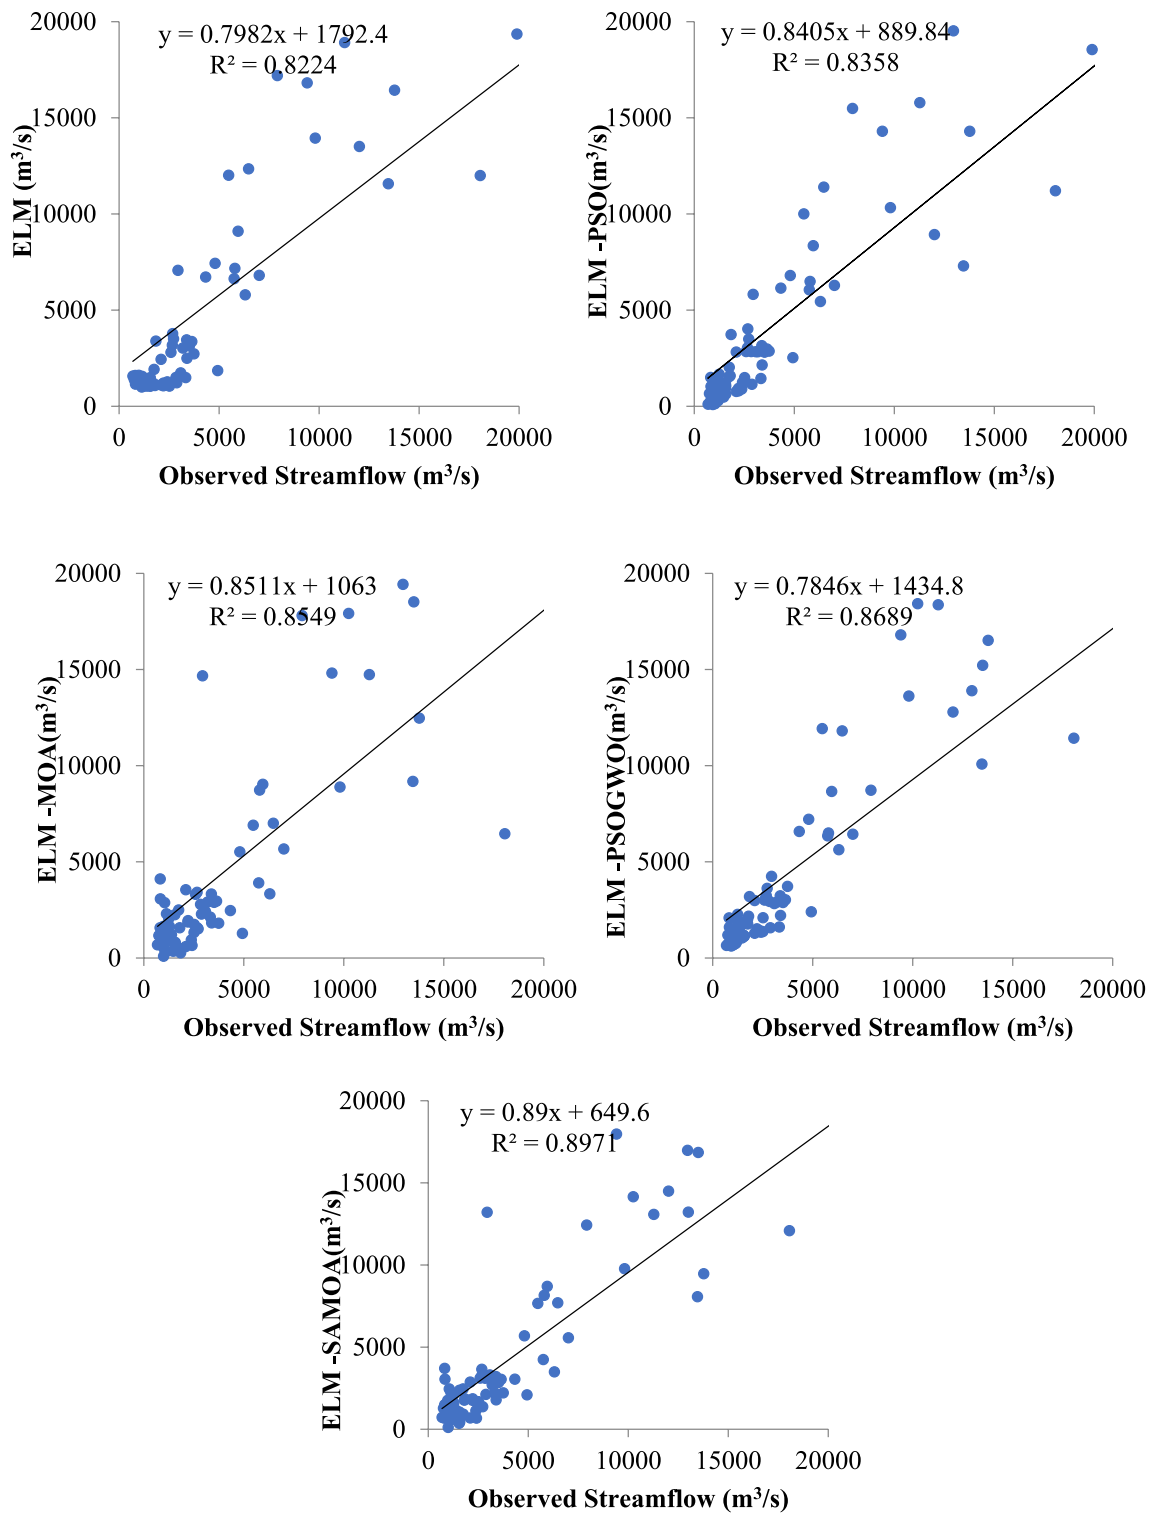 y = 0.7982x + 1792.4
R² = 0.8224
20000
15000
10000
5000
0
ELM (m³/s)
0 5000 10000 15000 20000
Observed Streamflow (m³/s)
y = 0.8405x + 889.84
R² = 0.8358
20000
15000
10000
5000
0
ELM -PSO(m³/s)
0 5000 10000 15000 20000
Observed Streamflow (m³/s)
y = 0.8511x + 1063
R² = 0.8549
20000
15000
10000
5000
0
ELM -MOA(m³/s)
0 5000 10000 15000 20000
Observed Streamflow (m³/s)
y = 0.7846x + 1434.8
R² = 0.8689
20000
15000
10000
5000
0
ELM -PSOGWO(m³/s)
0 5000 10000 15000 20000
Observed Streamflow (m³/s)
y = 0.89x + 649.6
R² = 0.8971
20000
15000
10000
5000
0
ELM -SAMOA(m³/s)
0 5000 10000 15000 20000
Observed Streamflow (m³/s)